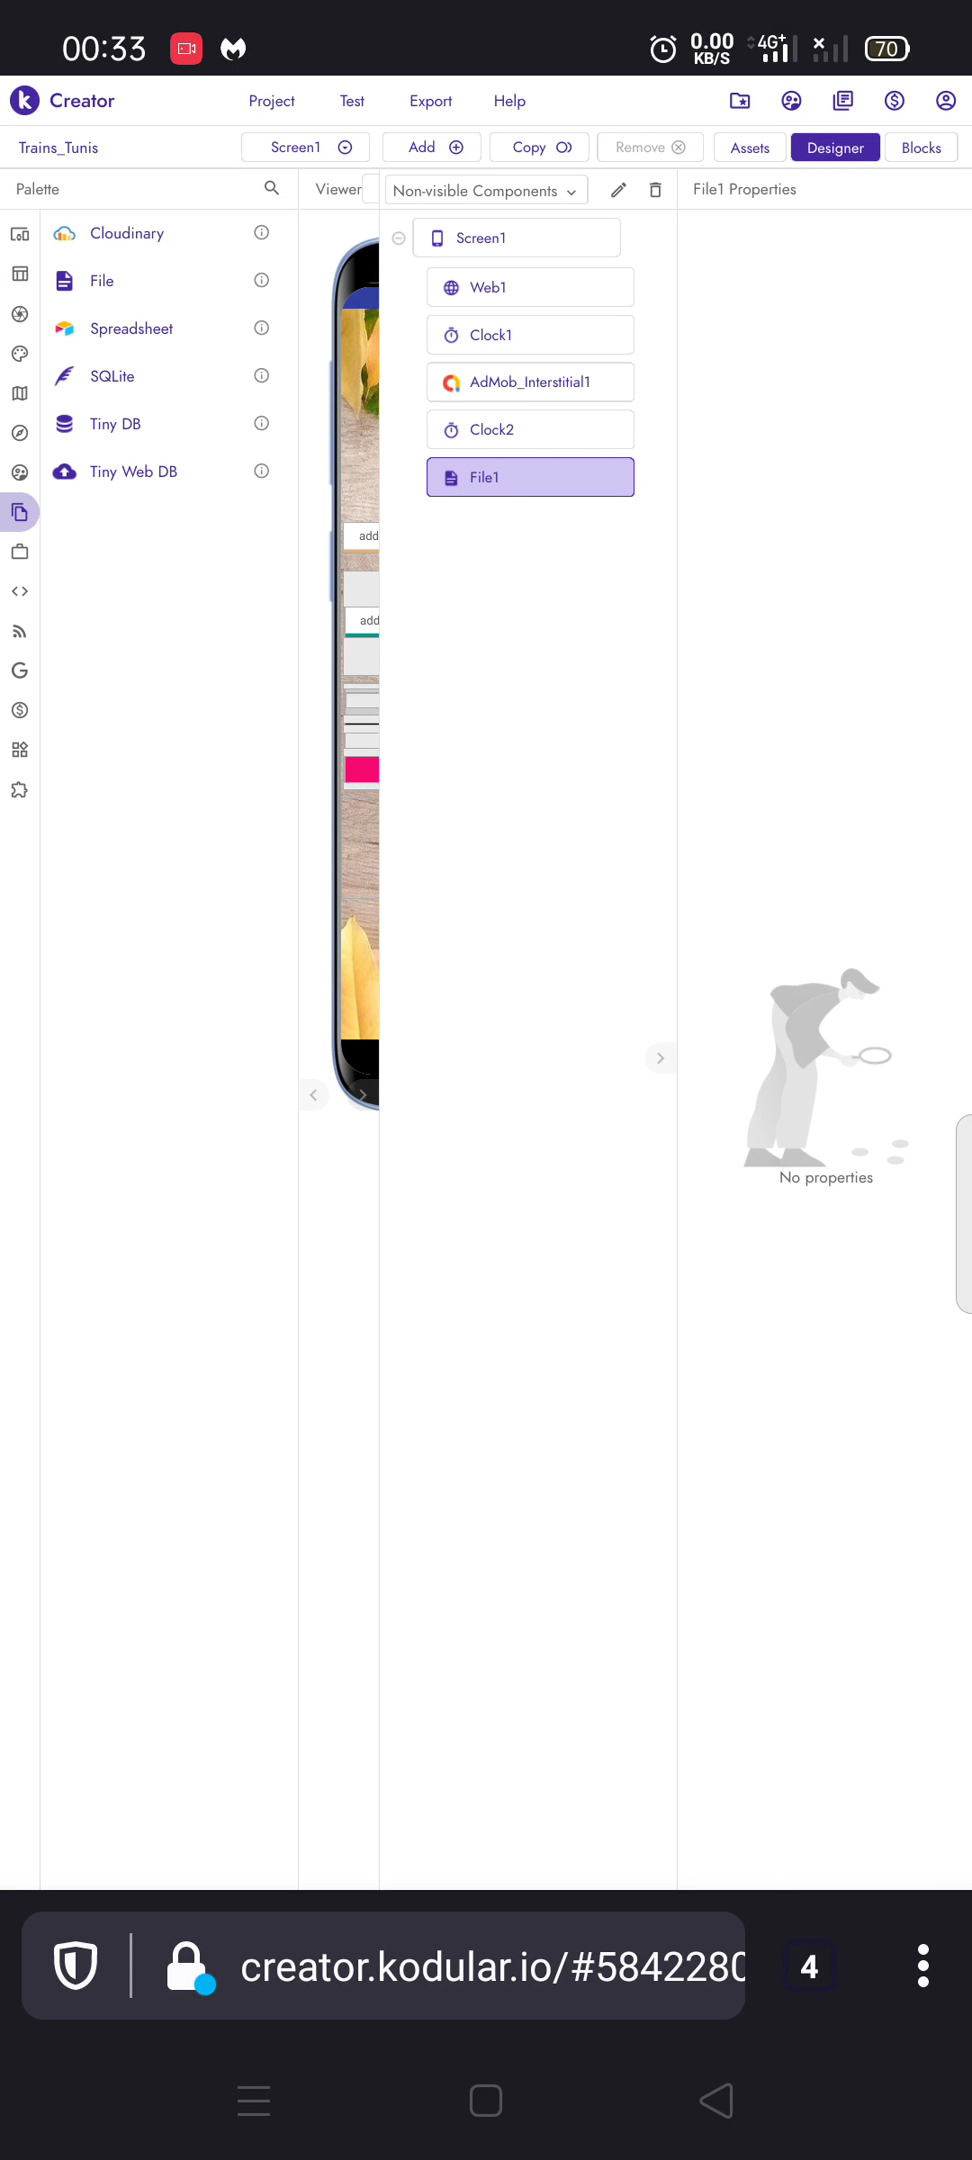 00:33
0.00
KB/S
4G+
70
Creator
Project
Test
Export
Help
Trains_Tunis
Screen1
Add
Copy
Remove
Assets
Designer
Blocks
Palette
Viewer
Non-visible Components
File1 Properties
Cloudinary
File
Spreadsheet
SQLite
Tiny DB
Tiny Web DB
add
add
Screen1
Web1
Clock1
AdMob_Interstitial1
Clock2
File1
No properties
creator.kodular.io/#5842280
4